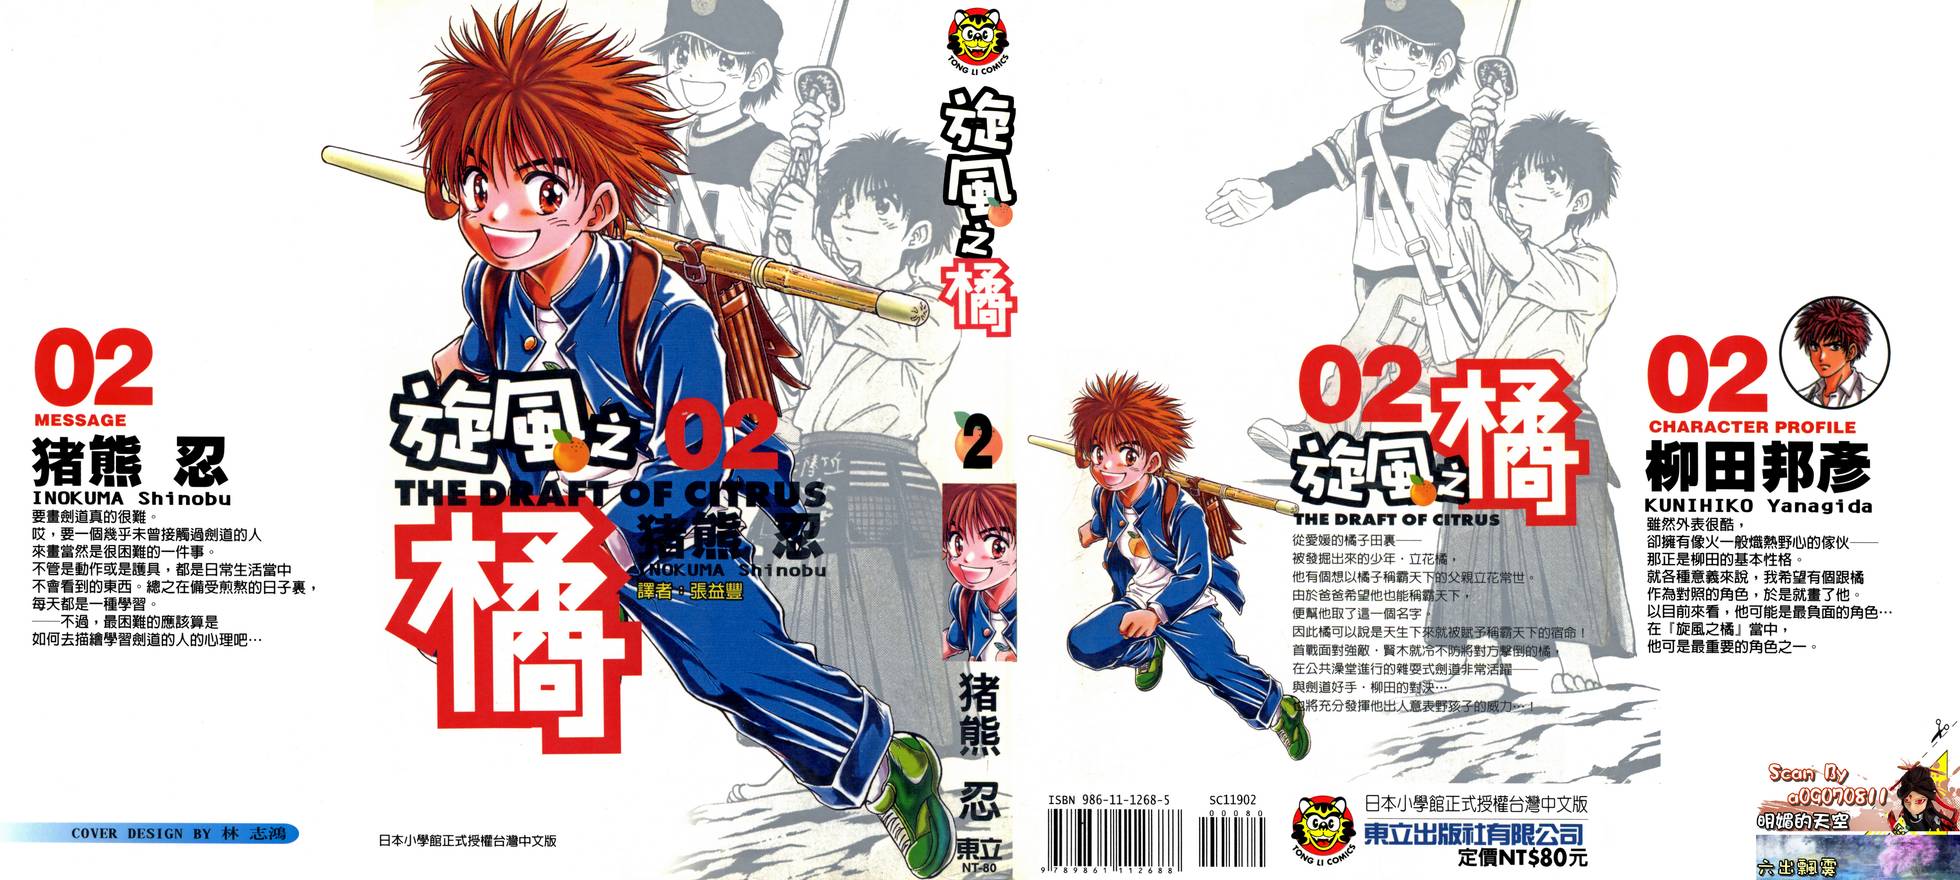 02
MESSAGE
猪熊 忍
INOKUMA Shinobu
要畫劍道真的很難。
哎，要一個幾乎未曾接觸過劍道的人
來畫當然是很困難的一件事。
不管是動作或是護具，都是日常生活當中
不會看到的東西。總之在備受煎熬的日子裏，
每天都是一種學習。
——不過，最困難的應該算是
如何去描繪學習劍道的人的心理吧…
COVER DESIGN BY 林 志鴻
旋風之
橘
02
THE DRAFT OF CITRUS
猪熊 忍
INOKUMA Shinobu
譯者：張益豐
日本小學館正式授權台灣中文版
TONG LI COMICS
旋風之橘
2
猪熊 忍
東立
NT-80
02
旋風之橘
THE DRAFT OF CITRUS
從愛媛的橘子田裏——
被發掘出來的少年·立花橘，
他有個想以橘子稱霸天下的父親立花常世。
由於爸爸希望他也能稱霸天下，
便幫他取了這一個名字。
因此橘可以說是天生下來就被賦予稱霸天下的宿命！
首戰面對強敵·賢木就冷不防將對方擊倒的橘，
在公共澡堂進行的雜耍式劍道非常活躍——
與劍道好手·柳田的對決…
也將充分發揮他出人意表野孩子的威力…！
ISBN 986-11-1268-5
9789861112688
SC11902
00080
TONG LI COMICS
日本小學館正式授權台灣中文版
東立出版社有限公司
定價NT$80元
02
CHARACTER PROFILE
柳田邦彥
KUNIHIKO Yanagida
雖然外表很酷，
卻擁有像火一般熾熱野心的傢伙——
那正是柳田的基本性格。
就各種意義來說，我希望有個跟橘
作為對照的角色，於是就畫了他。
以目前來看，他可能是最負面的角色…
在『旋風之橘』當中，
他可是最重要的角色之一。
Scan By
a09070811
明媚的天空
六出飄霙